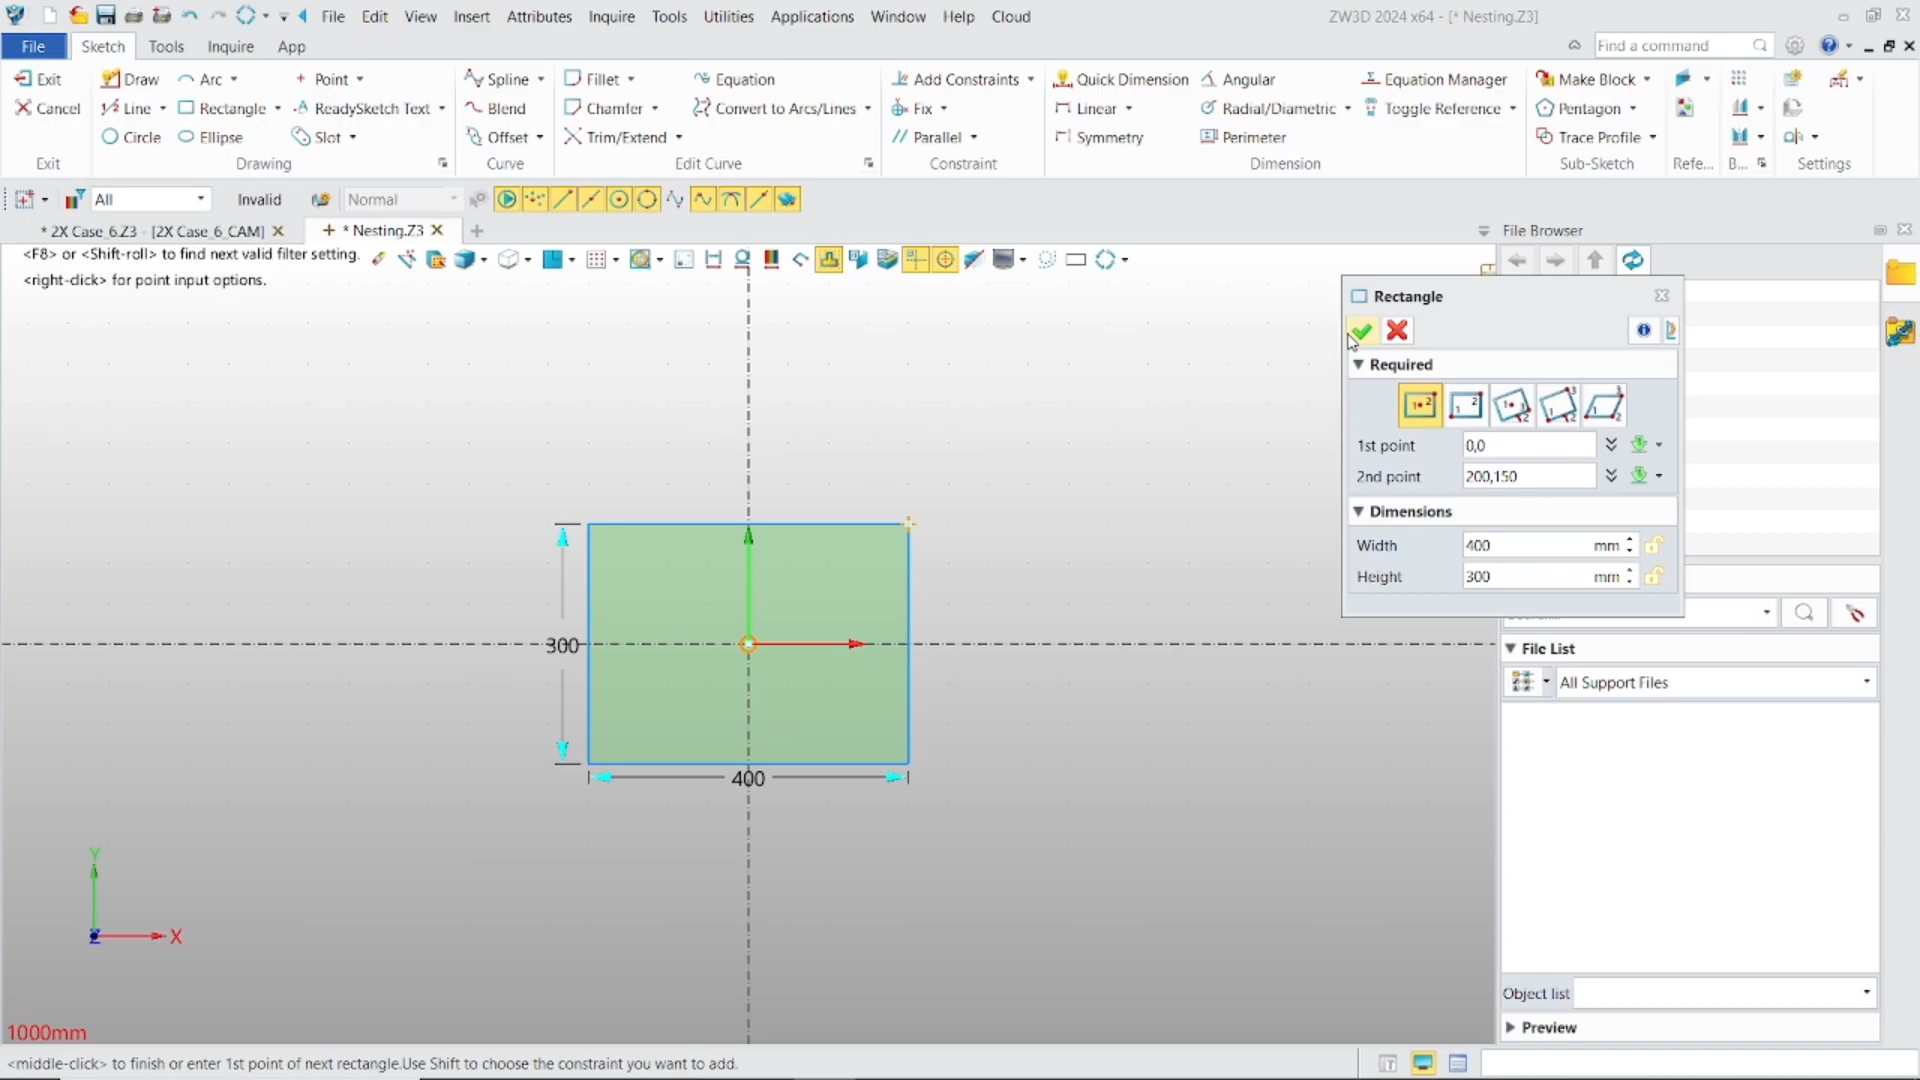 File Edit View Insert Attributes Inquire Tools Utilities Applications Window Help Cloud ZW3D 2024 x64 - [* Nesting.Z3]
File Sketch Tools Inquire App Find a command
Exit Draw Arc Point Spline Fillet Equation Add Constraints Quick Dimension Angular Equation Manager Make Block
Cancel Line Rectangle ReadySketch Text Blend Chamfer Convert to Arcs/Lines Fix Linear Radial/Diametric Toggle Reference Pentagon
Circle Ellipse Slot Offset Trim/Extend Parallel Symmetry Perimeter Trace Profile
Exit Drawing Curve Edit Curve Constraint Dimension Sub-Sketch Refe... B... Settings
All Invalid Normal
* 2X Case_6.Z3 - [2X Case_6_CAM] * Nesting.Z3 File Browser
<F8> or <Shift-roll> to find next valid filter setting.
<right-click> for point input options.
Rectangle
Required
1st point 0,0
2nd point 200,150
Dimensions
Width 400 mm
Height 300 mm
300
400
File List
All Support Files
Y
Z X
Object list
Preview
1000mm
<middle-click> to finish or enter 1st point of next rectangle.Use Shift to choose the constraint you want to add.